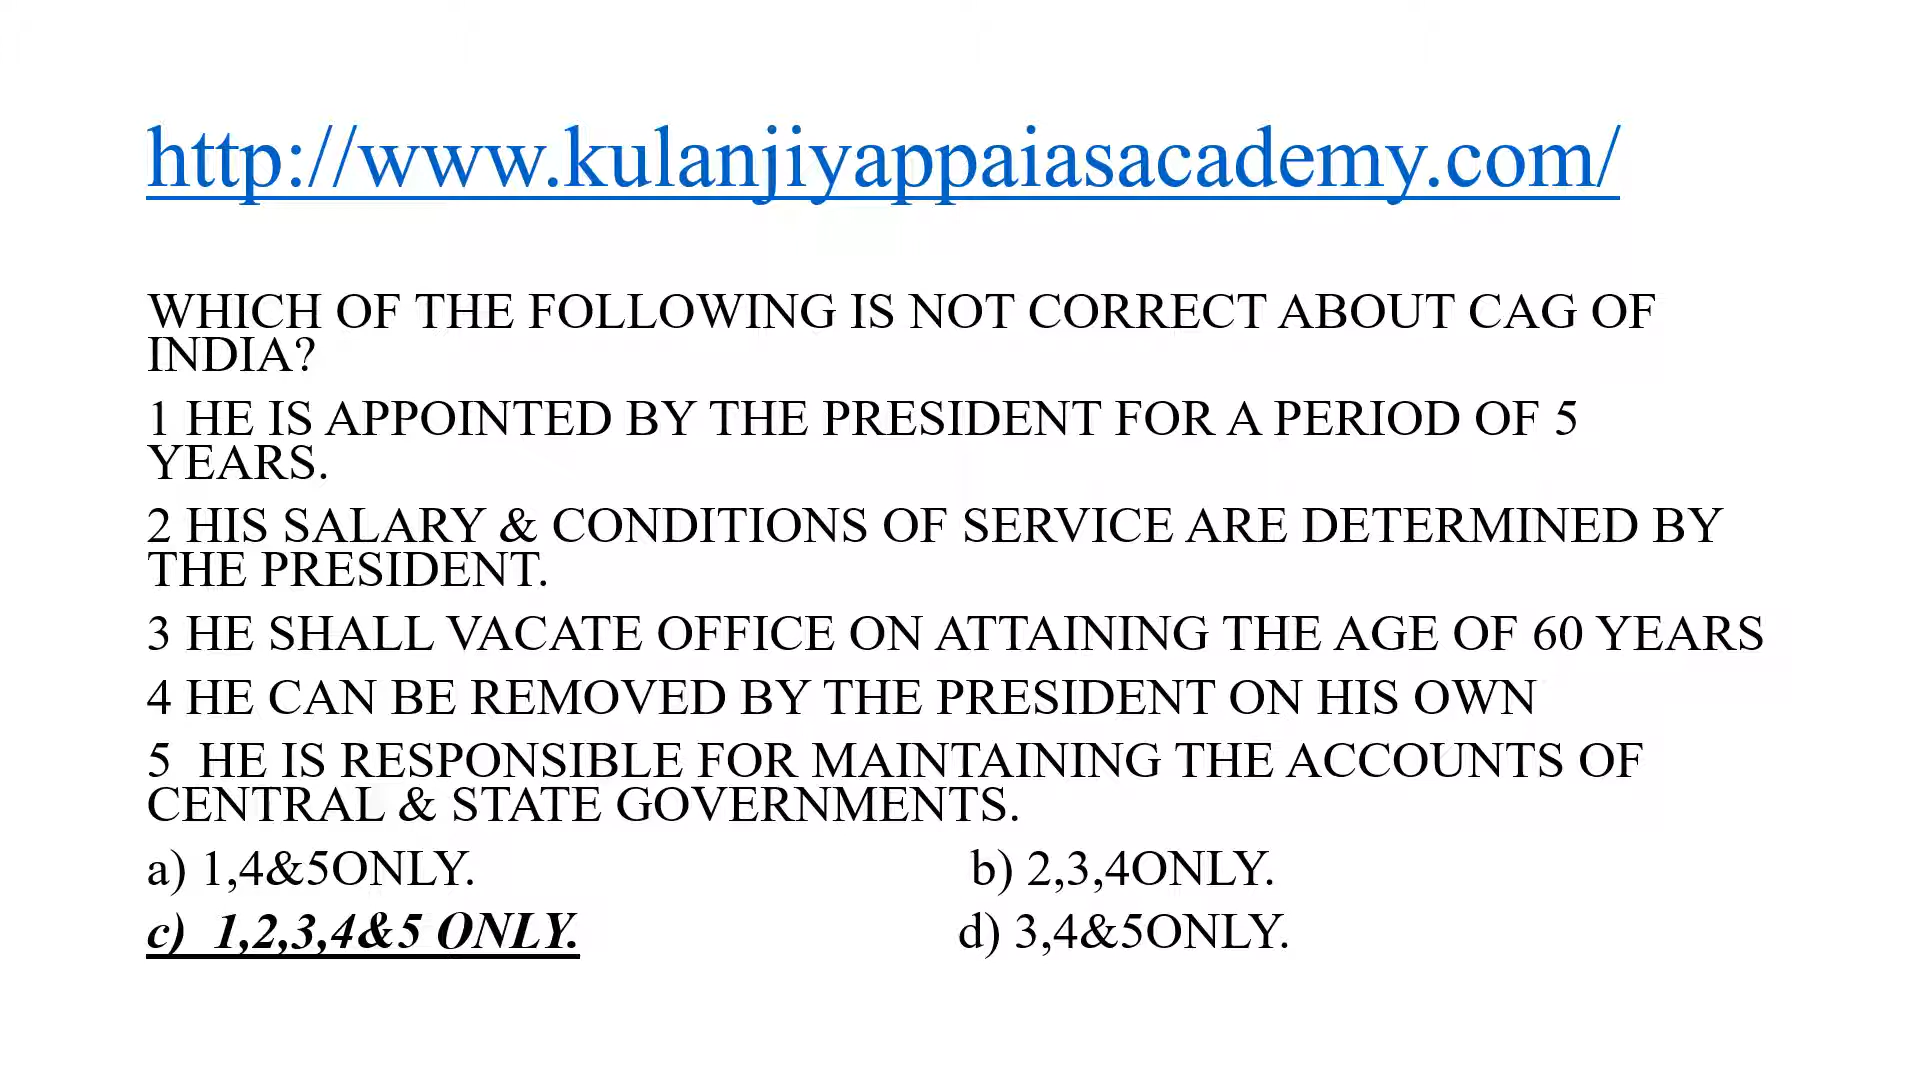 http://www.kulanjiyappaiasacademy.com/
WHICH OF THE FOLLOWING IS NOT CORRECT ABOUT CAG OF
INDIA?
1 HE IS APPOINTED BY THE PRESIDENT FOR A PERIOD OF 5
YEARS.
2 HIS SALARY & CONDITIONS OF SERVICE ARE DETERMINED BY
THE PRESIDENT.
3 HE SHALL VACATE OFFICE ON ATTAINING THE AGE OF 60 YEARS
4 HE CAN BE REMOVED BY THE PRESIDENT ON HIS OWN
5  HE IS RESPONSIBLE FOR MAINTAINING THE ACCOUNTS OF
CENTRAL & STATE GOVERNMENTS.
a) 1,4&5ONLY. b) 2,3,4ONLY.
c)  1,2,3,4&5 ONLY. d) 3,4&5ONLY.